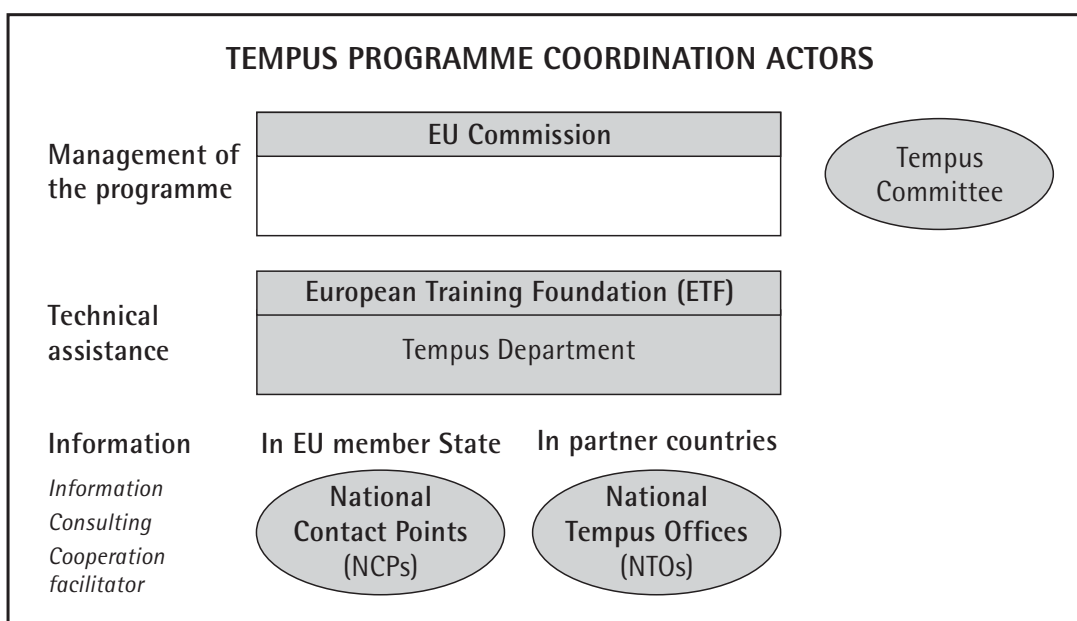 TEMPUS PROGRAMME COORDINATION ACTORS
Management of
the programme
EU Commission
Tempus
Committee
Technical
assistance
European Training Foundation (ETF)
Tempus Department
Information
Information
Consulting
Cooperation
facilitator
In EU member State
National
Contact Points
(NCPs)
In partner countries
National
Tempus Offices
(NTOs)